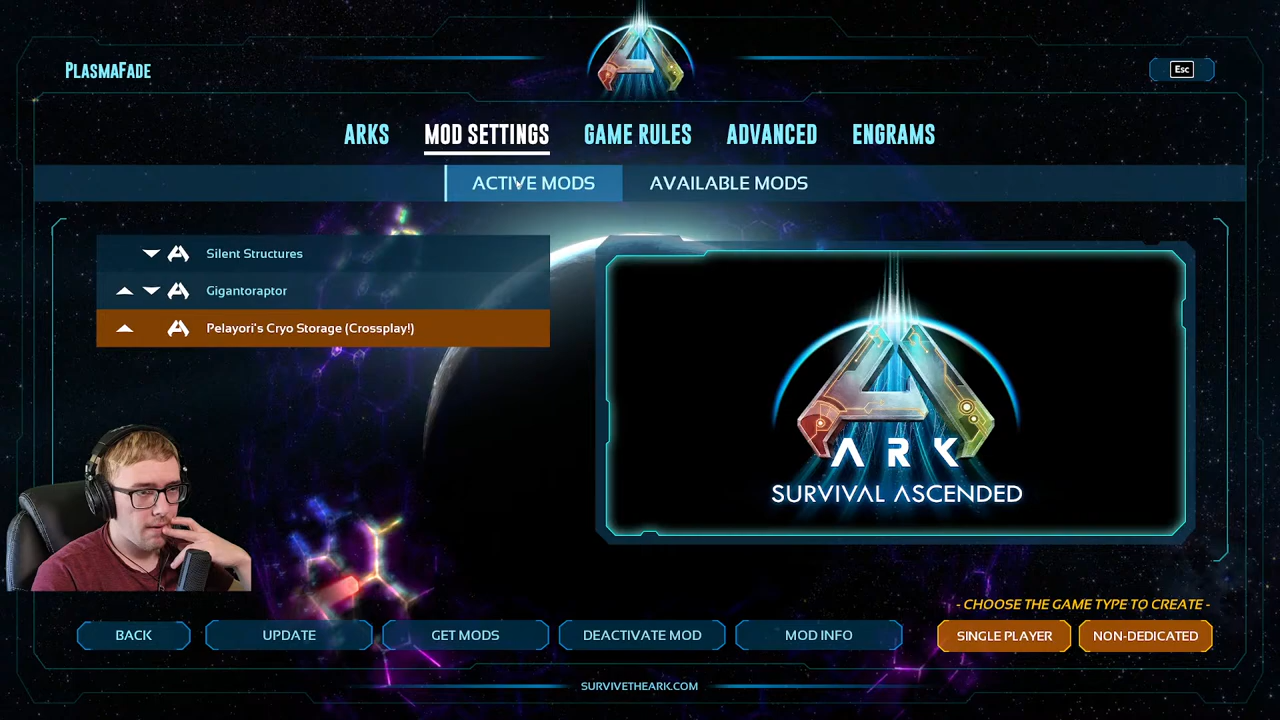 PLASMAFADE
Esc
ARKS MOD SETTINGS GAME RULES ADVANCED ENGRAMS
ACTIVE MODS AVAILABLE MODS
Silent Structures
Gigantoraptor
Pelayori's Cryo Storage (Crossplay!)
ARK
SURVIVAL ASCENDED
- CHOOSE THE GAME TYPE TO CREATE -
BACK UPDATE GET MODS DEACTIVATE MOD MOD INFO SINGLE PLAYER NON-DEDICATED
SURVIVETHEARK.COM